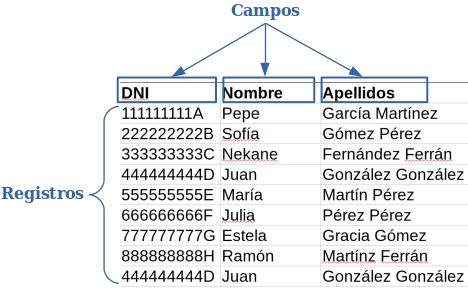 Campos
DNI Nombre Apellidos
111111111A Pepe García Martínez
222222222B Sofía Gómez Pérez
333333333C Nekane Fernández Ferrán
444444444D Juan González González
555555555E María Martín Pérez
Registros
666666666F Julia Pérez Pérez
777777777G Estela Gracia Gómez
888888888H Ramón Martínz Ferrán
444444444D Juan González González